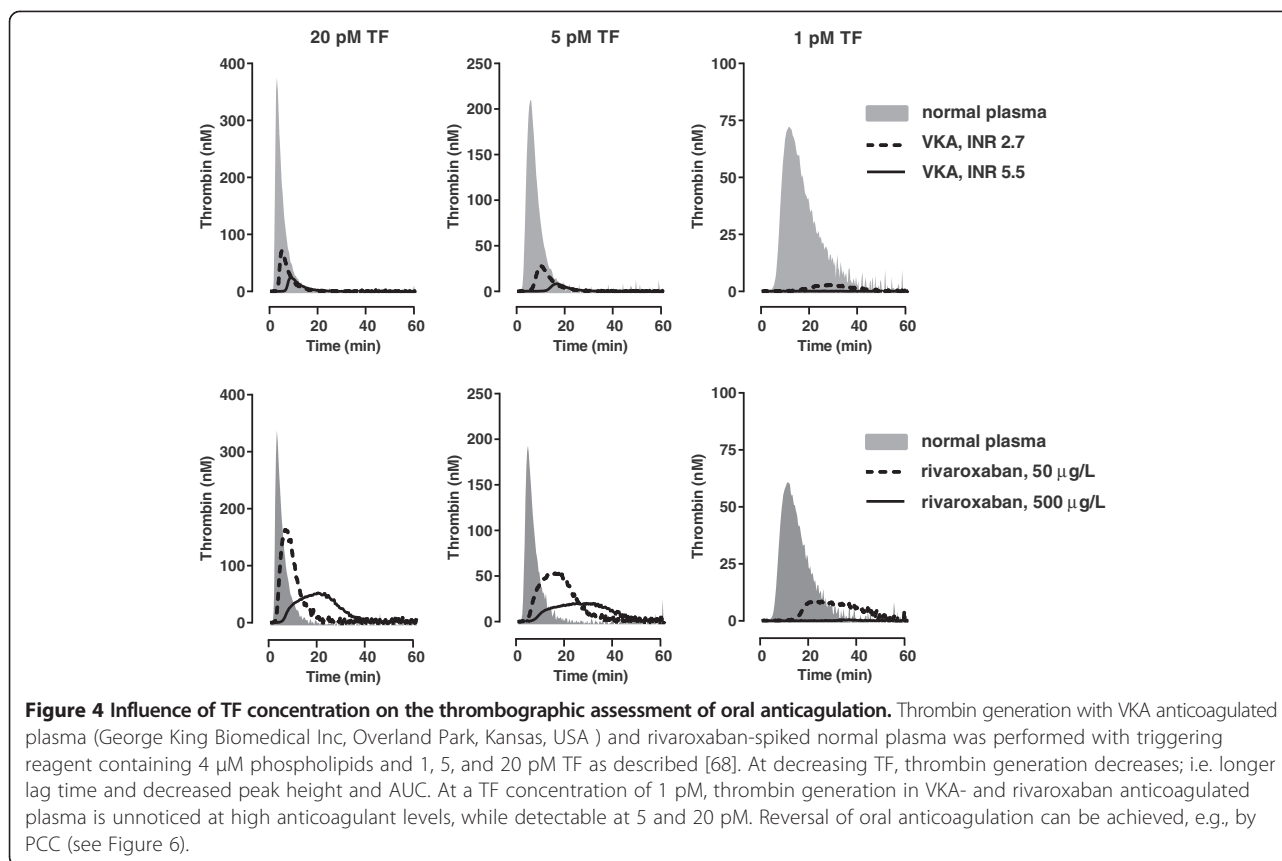 20 pM TF
5 pM TF
1 pM TF
400
300
200
100
0
Thrombin (nM)
0 20 40 60
Time (min)
250
200
150
100
50
0
Thrombin (nM)
0 20 40 60
Time (min)
100
75
50
25
0
Thrombin (nM)
0 20 40 60
Time (min)
normal plasma
VKA, INR 2.7
VKA, INR 5.5
400
300
200
100
0
Thrombin (nM)
0 20 40 60
Time (min)
250
200
150
100
50
0
Thrombin (nM)
0 20 40 60
Time (min)
100
75
50
25
0
Thrombin (nM)
0 20 40 60
Time (min)
normal plasma
rivaroxaban, 50 μg/L
rivaroxaban, 500 μg/L
Figure 4 Influence of TF concentration on the thrombographic assessment of oral anticagulation. Thrombin generation with VKA anticoagulated
plasma (George King Biomedical Inc, Overland Park, Kansas, USA ) and rivaroxaban-spiked normal plasma was performed with triggering
reagent containing 4 μM phospholipids and 1, 5, and 20 pM TF as described [68]. At decreasing TF, thrombin generation decreases; i.e. longer
lag time and decreased peak height and AUC. At a TF concentration of 1 pM, thrombin generation in VKA- and rivaroxaban anticoagulated
plasma is unnoticed at high anticoagulant levels, while detectable at 5 and 20 pM. Reversal of oral anticoagulation can be achieved, e.g., by
PCC (see Figure 6).